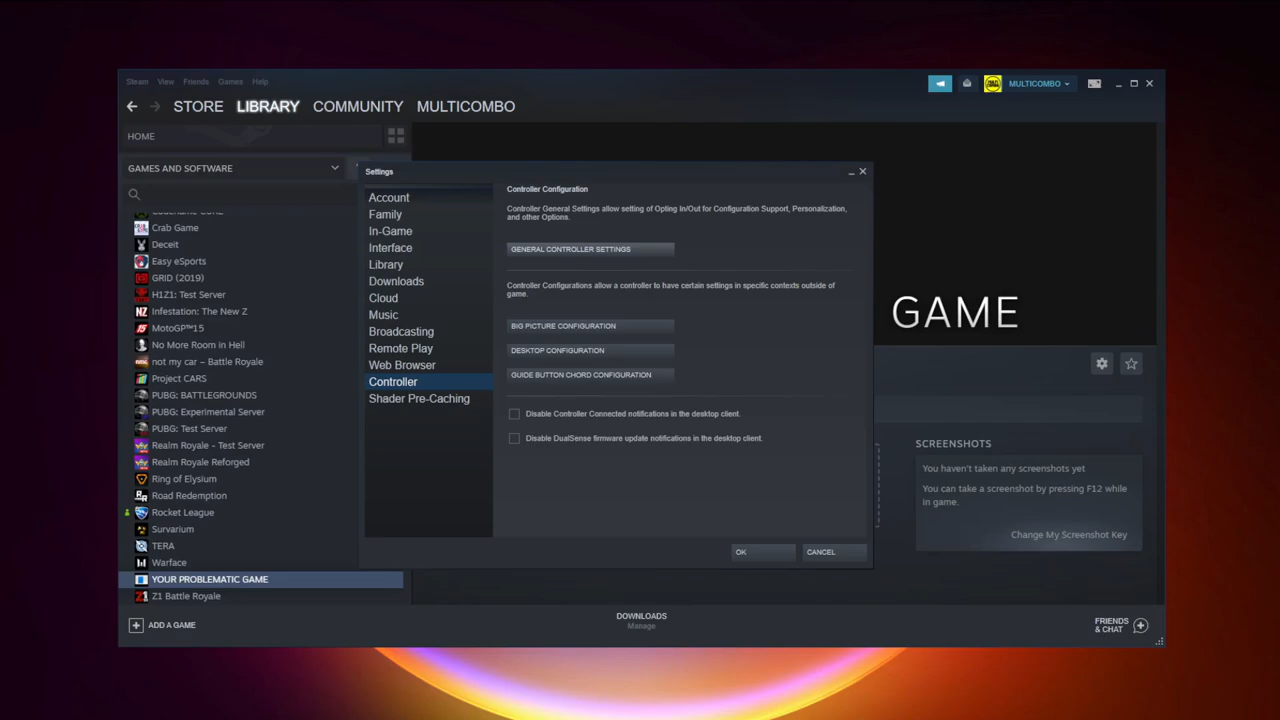 Steam View Friends Games Help
MULTICOMBO
STORE LIBRARY COMMUNITY MULTICOMBO
HOME
GAMES AND SOFTWARE
Crab Game
Deceit
Easy eSports
GRID (2019)
H1Z1: Test Server
Infestation: The New Z
MotoGP™15
No More Room in Hell
not my car – Battle Royale
Project CARS
PUBG: BATTLEGROUNDS
PUBG: Experimental Server
PUBG: Test Server
Realm Royale - Test Server
Realm Royale Reforged
Ring of Elysium
Road Redemption
Rocket League
Survarium
TERA
Warface
YOUR PROBLEMATIC GAME
Z1 Battle Royale
ADD A GAME
Settings
Account
Family
In-Game
Interface
Library
Downloads
Cloud
Music
Broadcasting
Remote Play
Web Browser
Controller
Shader Pre-Caching
Controller Configuration
Controller General Settings allow setting of Opting In/Out for Configuration Support, Personalization,
and other Options.
GENERAL CONTROLLER SETTINGS
Controller Configurations allow a controller to have certain settings in specific contexts outside of
game.
BIG PICTURE CONFIGURATION
DESKTOP CONFIGURATION
GUIDE BUTTON CHORD CONFIGURATION
Disable Controller Connected notifications in the desktop client.
Disable DualSense firmware update notifications in the desktop client.
OK CANCEL
GAME
SCREENSHOTS
You haven't taken any screenshots yet
You can take a screenshot by pressing F12 while
in game.
Change My Screenshot Key
DOWNLOADS
Manage
FRIENDS
& CHAT